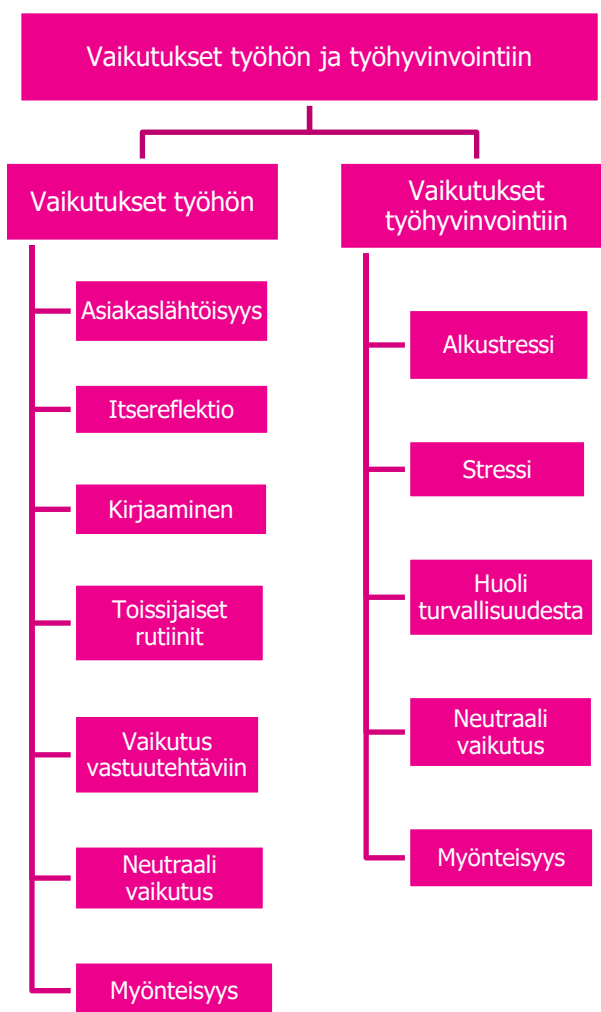 Vaikutukset työhön ja työhyvinvointiin
Vaikutukset työhön
Asiakaslähtöisyys
Itsereflektio
Kirjaaminen
Toissijaiset
rutiinit
Vaikutus
vastuutehtäviin
Neutraali
vaikutus
Myönteisyys
Vaikutukset
työhyvinvointiin
Alkustressi
Stressi
Huoli
turvallisuudesta
Neutraali
vaikutus
Myönteisyys